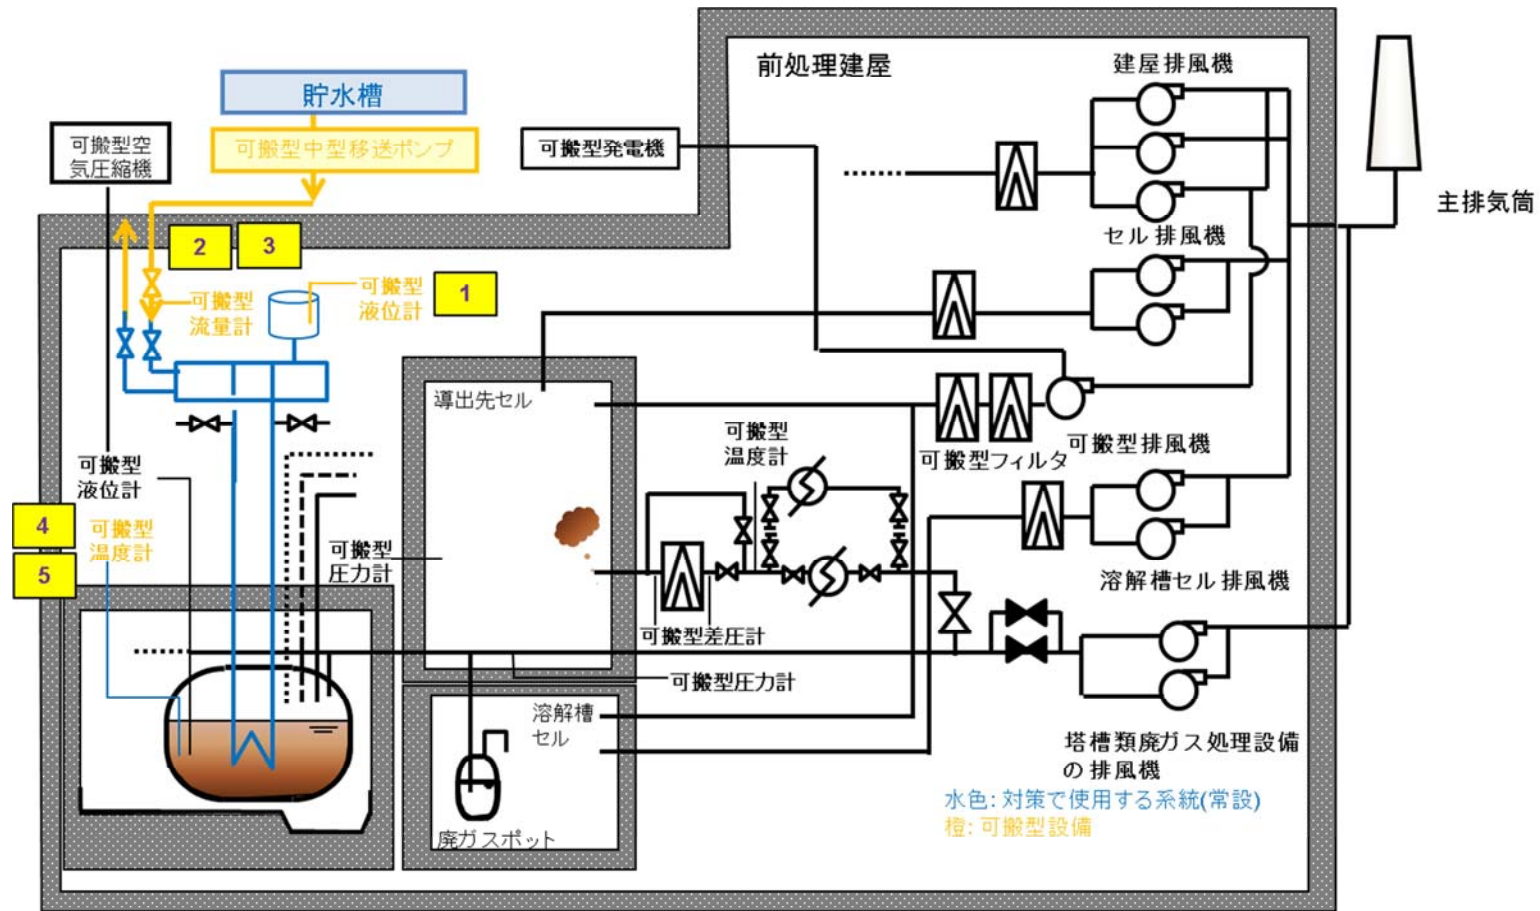 前処理建屋
建屋排風機
貯水槽
可搬型空
気圧縮機
可搬型中型移送ポンプ
可搬型発電機
主排気筒
2
3
セル排風機
可搬型
液位計
1
可搬型
流量計
導出先セル
可搬型
温度計
可搬型フィルタ
可搬型排風機
可搬型
液位計
4
可搬型
温度計
5
可搬型
圧力計
溶解槽セル排風機
可搬型差圧計
可搬型圧力計
溶解槽
セル
塔槽類廃ガス処理設備
の排風機
廃ガスポット
水色: 対策で使用する系統(常設)
橙: 可搬型設備